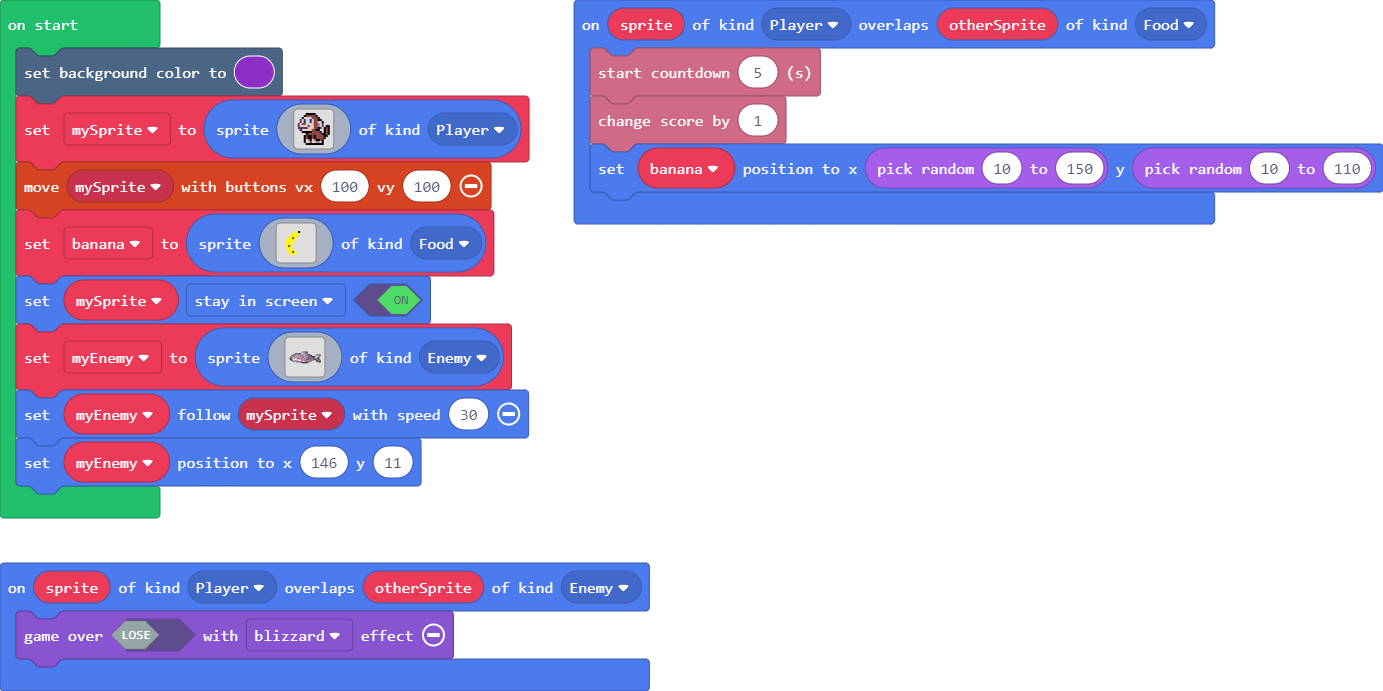 on start
set background color to
set mySprite to sprite of kind Player
move mySprite with buttons vx 100 vy 100
set banana to sprite of kind Food
set mySprite stay in screen ON
set myEnemy to sprite of kind Enemy
set myEnemy follow mySprite with speed 30
set myEnemy position to x 146 y 11
on sprite of kind Player overlaps otherSprite of kind Food
start countdown 5 (s)
change score by 1
set banana position to x pick random 10 to 150 y pick random 10 to 110
on sprite of kind Player overlaps otherSprite of kind Enemy
game over LOSE with blizzard effect